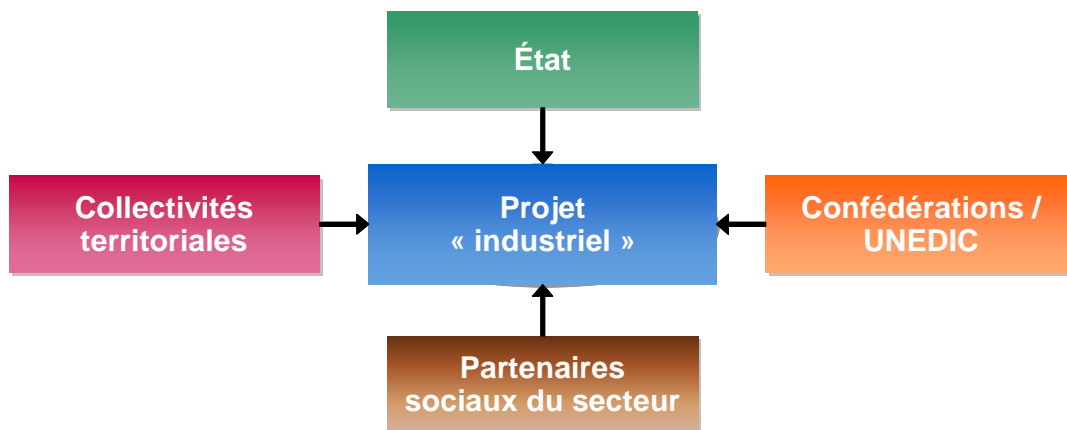 État
Collectivités
territoriales
Projet
« industriel »
Confédérations /
UNEDIC
Partenaires
sociaux du secteur